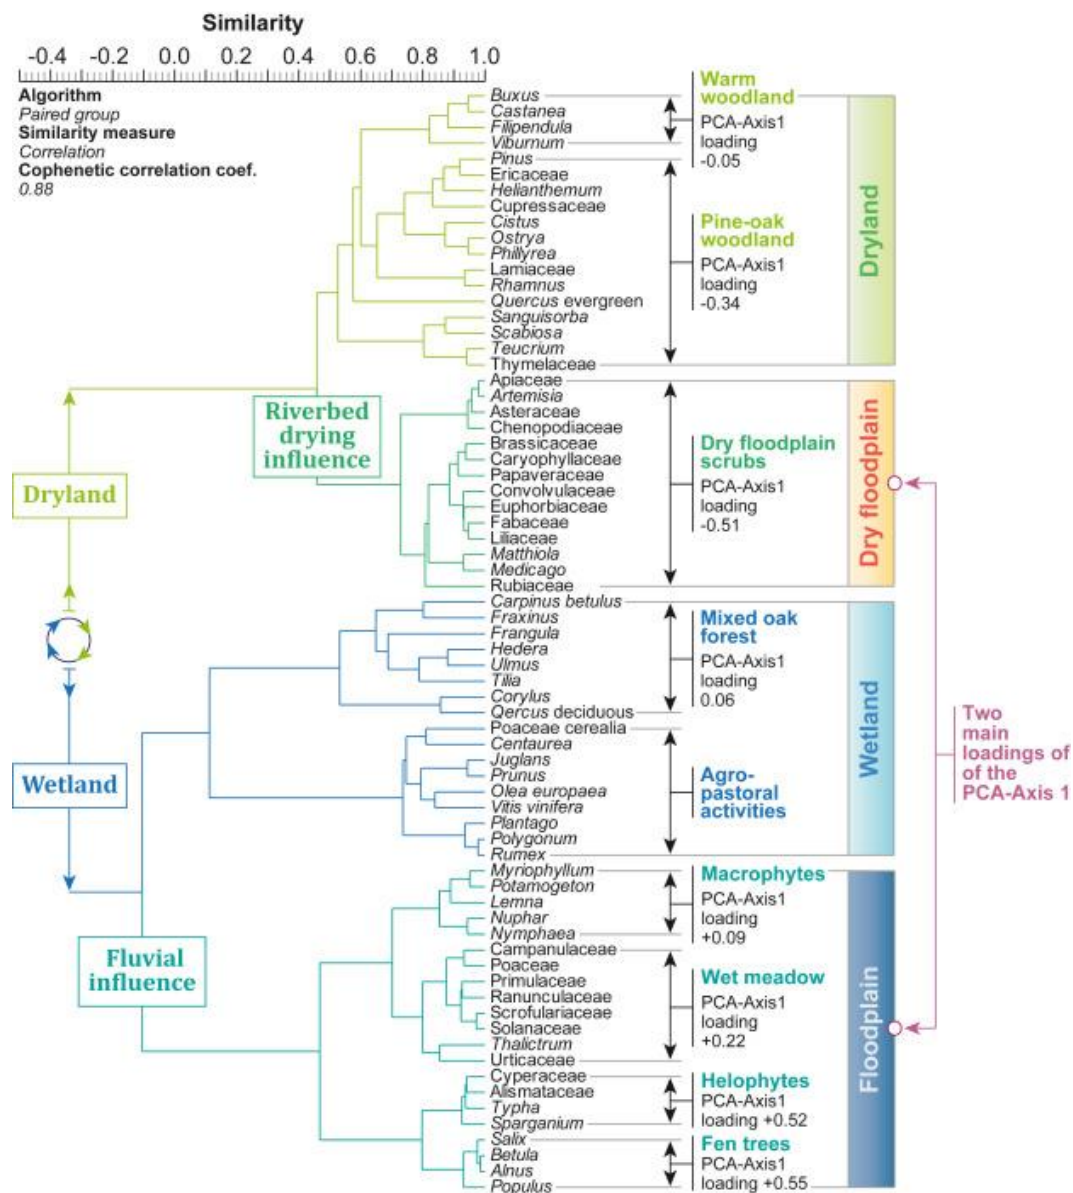 Similarity
-0.4 -0.2 0.0 0.2 0.4 0.6 0.8 1.0
Algorithm
Paired group
Similarity measure
Correlation
Cophenetic correlation coef.
0.88
Buxus
Castanea
Filipendula
Viburnum
Pinus
Ericaceae
Helianthemum
Cupressaceae
Cistus
Ostrya
Phillyrea
Lamiaceae
Rhamnus
Quercus evergreen
Sanguisorba
Scabiosa
Teucrium
Thymelaceae
Apiaceae
Artemisia
Asteraceae
Chenopodiaceae
Brassicaceae
Caryophyllaceae
Papaveraceae
Convolvulaceae
Euphorbiaceae
Fabaceae
Liliaceae
Matthiola
Medicago
Rubiaceae
Carpinus betulus
Fraxinus
Frangula
Hedera
Ulmus
Tilia
Corylus
Qercus deciduous
Poaceae cerealia
Centaurea
Juglans
Prunus
Olea europaea
Vitis vinifera
Plantago
Polygonum
Rumex
Myriophyllum
Potamogeton
Lemna
Nuphar
Nymphaea
Campanulaceae
Poaceae
Primulaceae
Ranunculaceae
Scrofulariaceae
Solanaceae
Thalictrum
Urticaceae
Cyperaceae
Alismataceae
Typha
Sparganium
Salix
Betula
Alnus
Populus
Riverbed
drying
influence
Dryland
Wetland
Fluvial
influence
Warm
woodland
PCA-Axis1
loading
-0.05
Pine-oak
woodland
PCA-Axis1
loading
-0.34
Dry floodplain
scrubs
PCA-Axis1
loading
-0.51
Mixed oak
forest
PCA-Axis1
loading
0.06
Agro-
pastoral
activities
Macrophytes
PCA-Axis1
loading
+0.09
Wet meadow
PCA-Axis1
loading
+0.22
Helophytes
PCA-Axis1
loading +0.52
Fen trees
PCA-Axis1
loading +0.55
Dryland
Dry floodplain
Wetland
Floodplain
Two
main
loadings of
of the
PCA-Axis 1